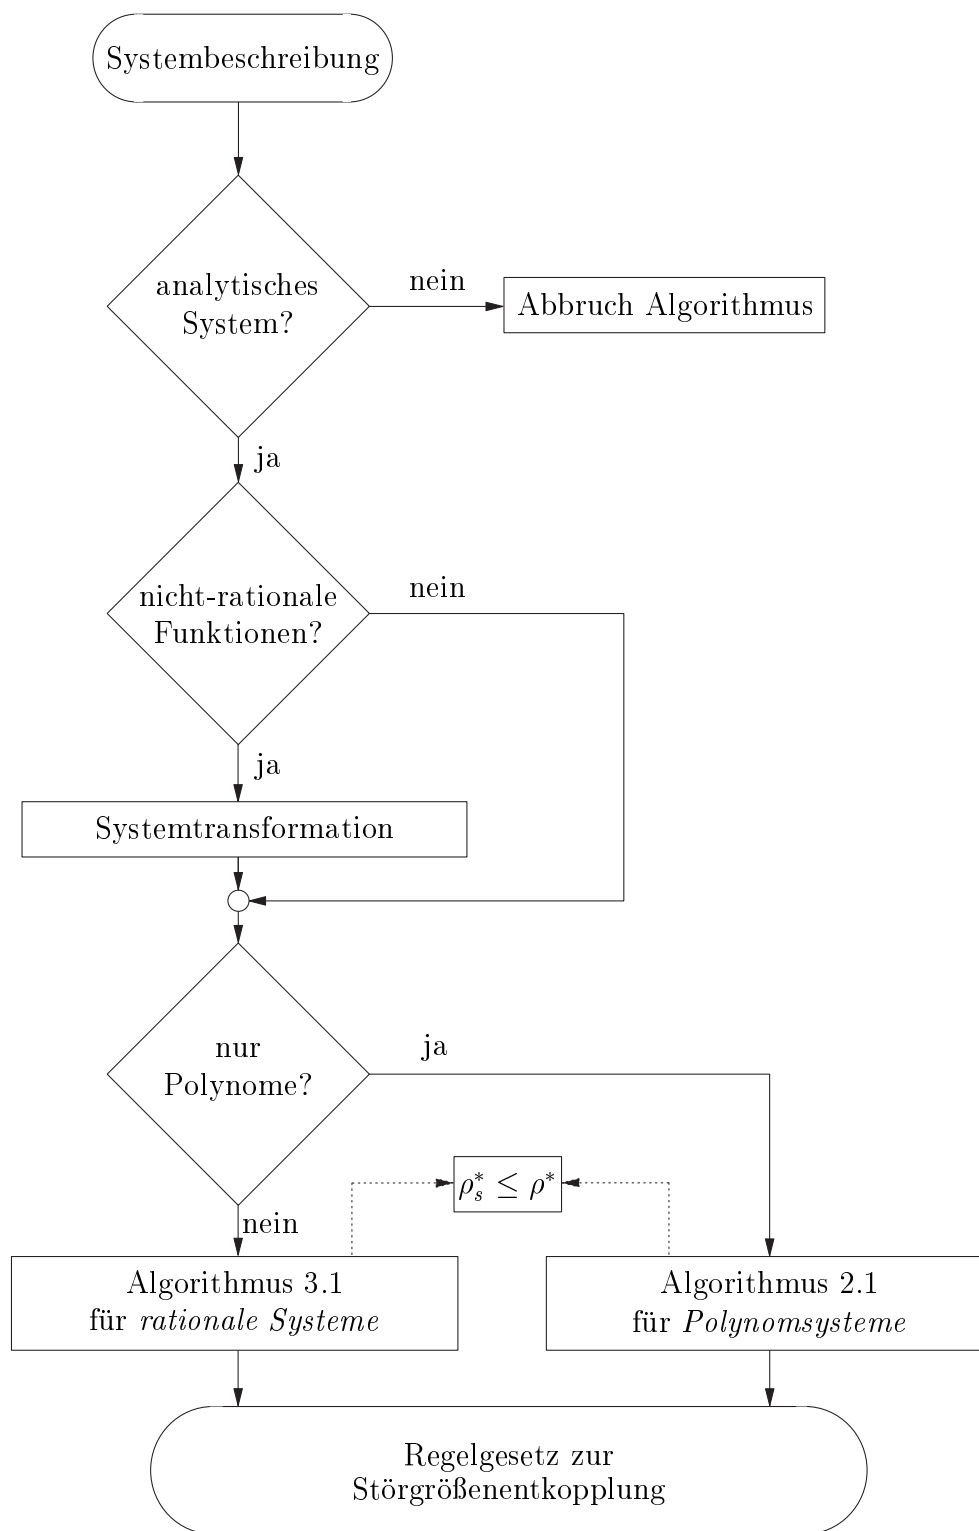 Systembeschreibung
analytisches
System?
nein
Abbruch Algorithmus
ja
nicht-rationale
Funktionen?
nein
ja
Systemtransformation
nur
Polynome?
ja
ρ*ₛ ≤ ρ*
nein
Algorithmus 3.1
für rationale Systeme
Algorithmus 2.1
für Polynomsysteme
Regelgesetz zur
Störgrößenentkopplung